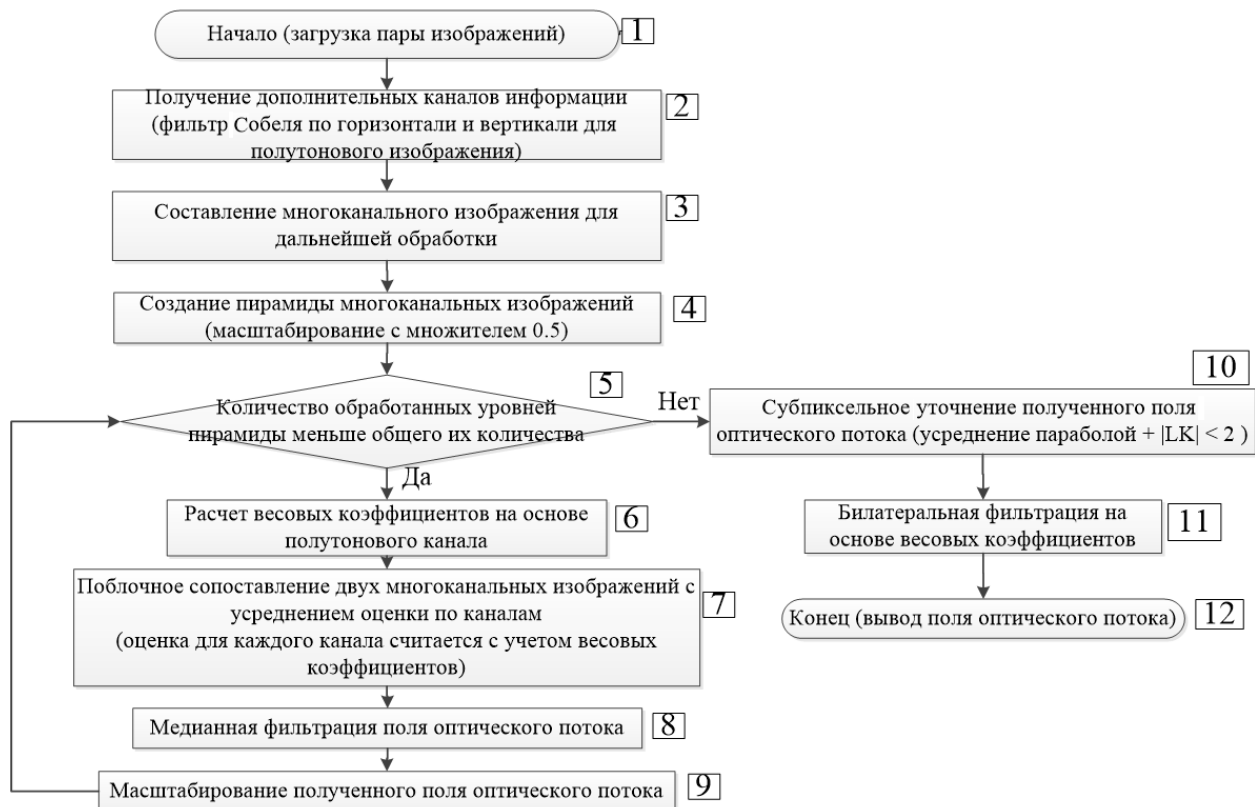 Начало (загрузка пары изображений)
1
Получение дополнительных каналов информации
(фильтр Собеля по горизонтали и вертикали для
полутонового изображения)
2
Составление многоканального изображения для
дальнейшей обработки
3
Создание пирамиды многоканальных изображений
(масштабирование с множителем 0.5)
4
Количество обработанных уровней
пирамиды меньше общего их количества
5
Да
Расчет весовых коэффициентов на основе
полутонового канала
6
Поблочное сопоставление двух многоканальных изображений с
усреднением оценки по каналам
(оценка для каждого канала считается с учетом весовых
коэффициентов)
7
Медианная фильтрация поля оптического потока
8
Масштабирование полученного поля оптического потока
9
Нет
Субпиксельное уточнение полученного поля
оптического потока (усреднение параболой + |LK| < 2 )
10
Билатеральная фильтрация на
основе весовых коэффициентов
11
Конец (вывод поля оптического потока)
12